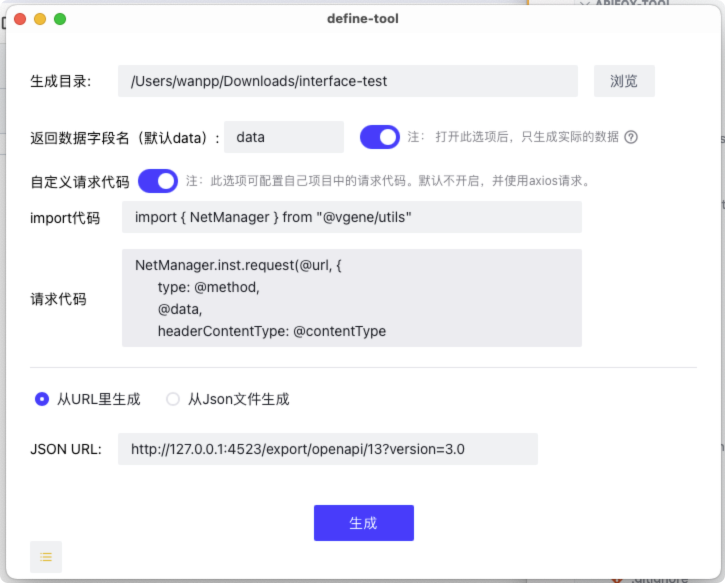 define-tool
生成目录: /Users/wanpp/Downloads/interface-test 浏览
返回数据字段名（默认data）: data 注： 打开此选项后，只生成实际的数据
自定义请求代码 注：此选项可配置自己项目中的请求代码。默认不开启，并使用axios请求。
import代码 import { NetManager } from "@vgene/utils"
请求代码
NetManager.inst.request(@url, {
type: @method,
@data,
headerContentType: @contentType
从URL里生成 从Json文件生成
JSON URL: http://127.0.0.1:4523/export/openapi/13?version=3.0
生成